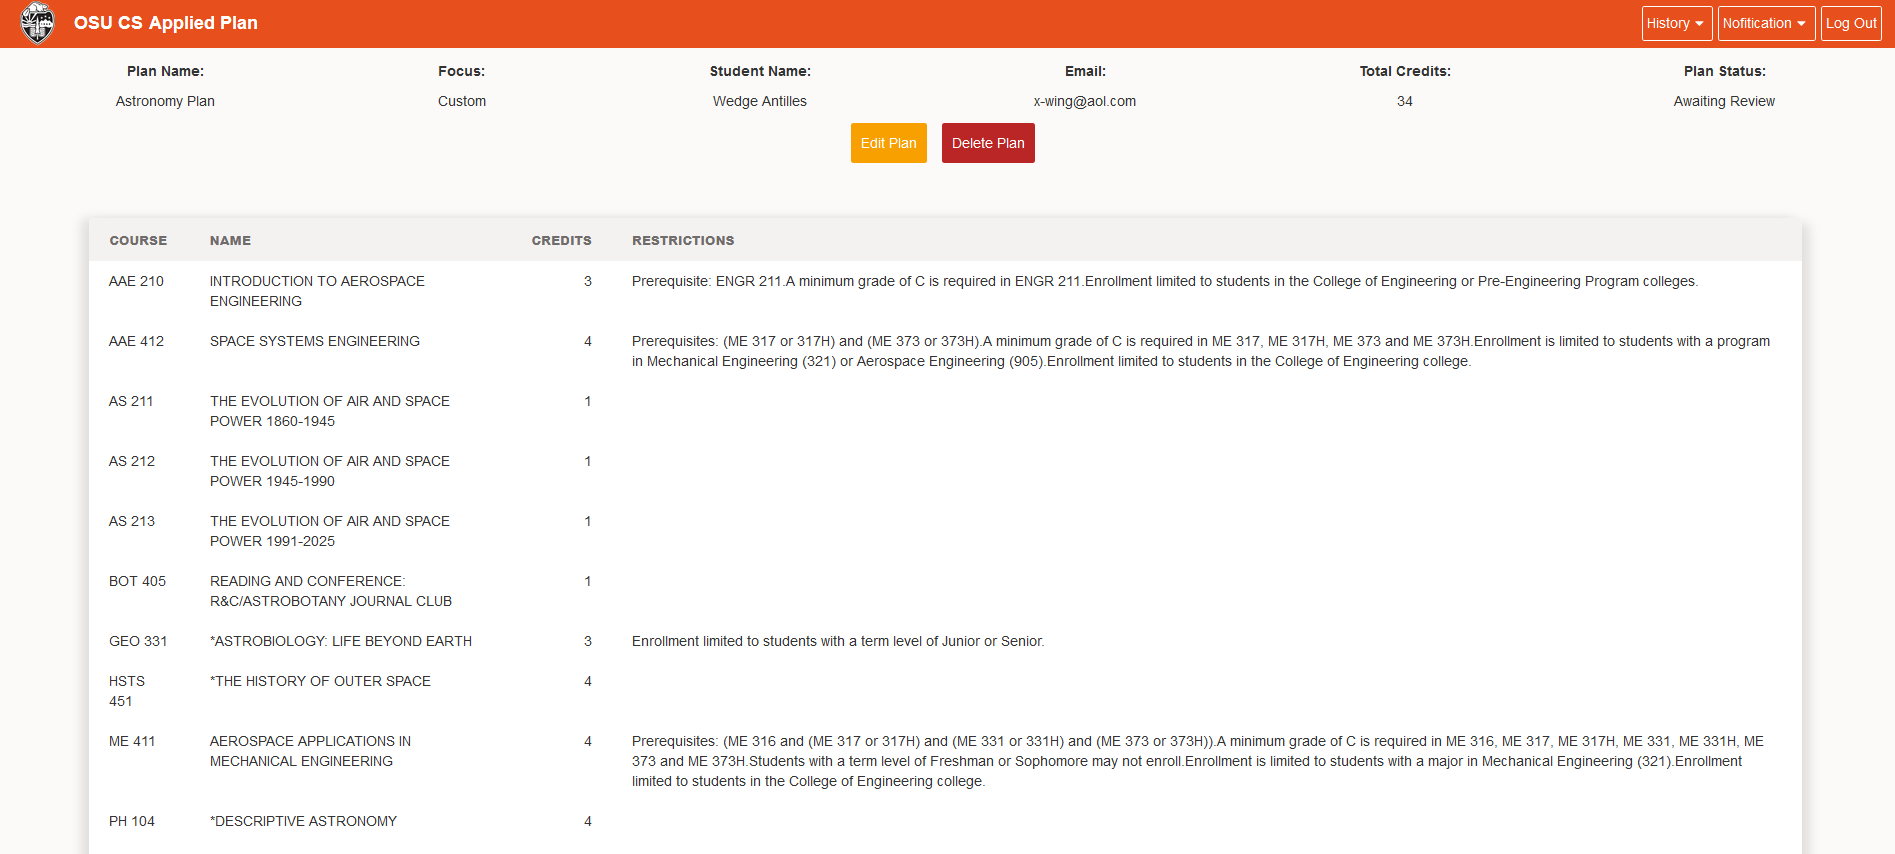 OSU CS Applied Plan
History
Nofitication
Log Out
Plan Name:
Astronomy Plan
Focus:
Custom
Student Name:
Wedge Antilles
Email:
x-wing@aol.com
Total Credits:
34
Plan Status:
Awaiting Review
Edit Plan
Delete Plan
COURSE NAME CREDITS RESTRICTIONS
AAE 210 INTRODUCTION TO AEROSPACE 3 Prerequisite: ENGR 211.A minimum grade of C is required in ENGR 211.Enrollment limited to students in the College of Engineering or Pre-Engineering Program colleges.
ENGINEERING
AAE 412 SPACE SYSTEMS ENGINEERING 4 Prerequisites: (ME 317 or 317H) and (ME 373 or 373H).A minimum grade of C is required in ME 317, ME 317H, ME 373 and ME 373H.Enrollment is limited to students with a program
in Mechanical Engineering (321) or Aerospace Engineering (905).Enrollment limited to students in the College of Engineering college.
AS 211 THE EVOLUTION OF AIR AND SPACE 1
POWER 1860-1945
AS 212 THE EVOLUTION OF AIR AND SPACE 1
POWER 1945-1990
AS 213 THE EVOLUTION OF AIR AND SPACE 1
POWER 1991-2025
BOT 405 READING AND CONFERENCE: 1
R&C/ASTROBOTANY JOURNAL CLUB
GEO 331 *ASTROBIOLOGY: LIFE BEYOND EARTH 3 Enrollment limited to students with a term level of Junior or Senior.
HSTS *THE HISTORY OF OUTER SPACE 4
451
ME 411 AEROSPACE APPLICATIONS IN 4 Prerequisites: (ME 316 and (ME 317 or 317H) and (ME 331 or 331H) and (ME 373 or 373H)).A minimum grade of C is required in ME 316, ME 317, ME 317H, ME 331, ME 331H, ME
MECHANICAL ENGINEERING 373 and ME 373H.Students with a term level of Freshman or Sophomore may not enroll.Enrollment is limited to students with a major in Mechanical Engineering (321).Enrollment
limited to students in the College of Engineering college.
PH 104 *DESCRIPTIVE ASTRONOMY 4